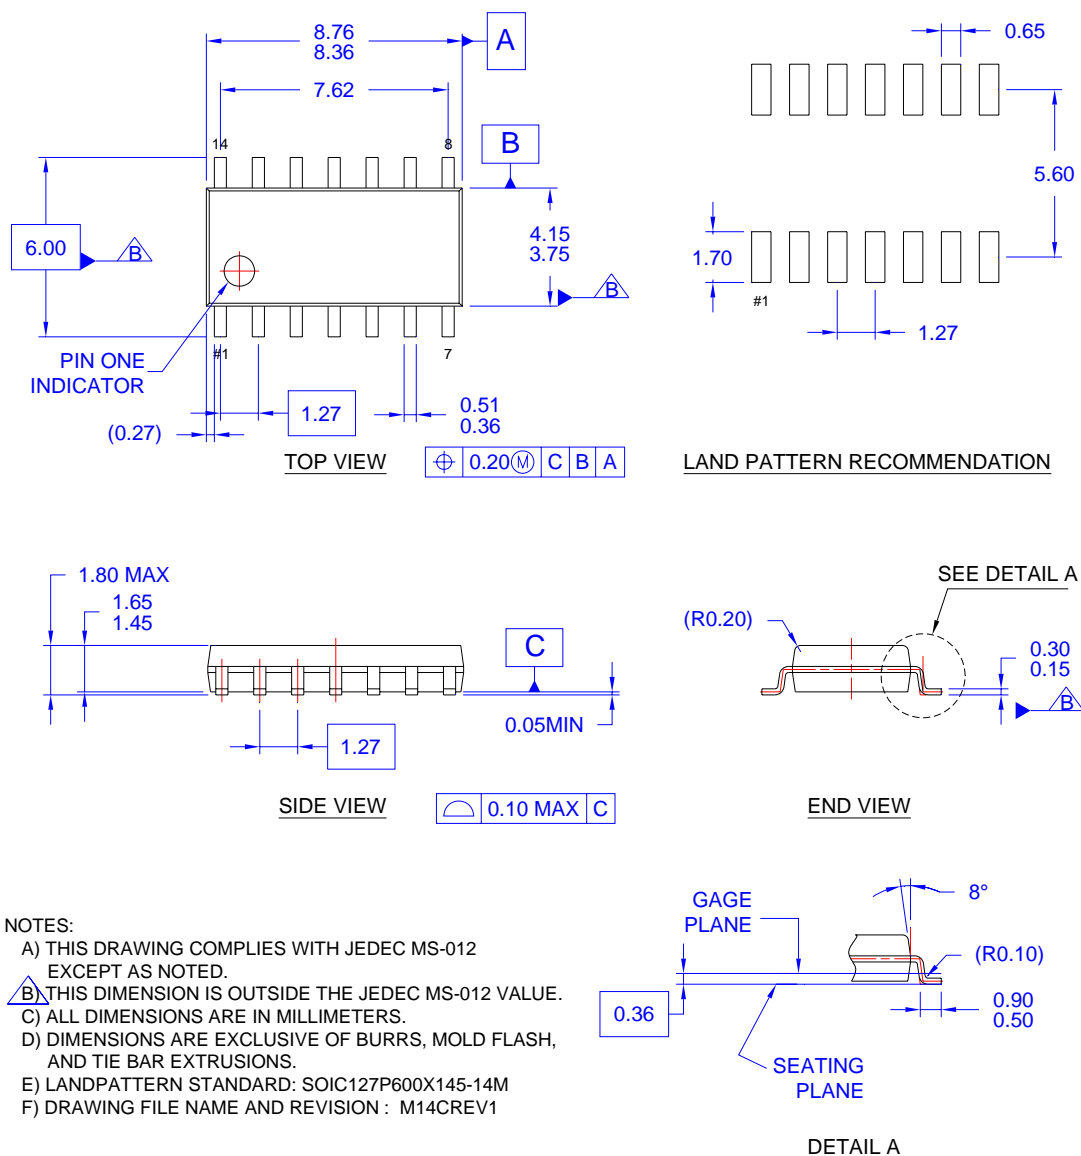 8.76
8.36
A
7.62
14
8
B
6.00
B
4.15
3.75
B
#1
7
PIN ONE
INDICATOR
1.27
0.51
0.36
(0.27)
TOP VIEW
0.20 Ⓜ C B A
0.65
5.60
1.70
#1
1.27
LAND PATTERN RECOMMENDATION
1.80 MAX
1.65
1.45
C
0.05MIN
1.27
SIDE VIEW
0.10 MAX C
SEE DETAIL A
(R0.20)
0.30
0.15
B
END VIEW
NOTES:
A) THIS DRAWING COMPLIES WITH JEDEC MS-012
EXCEPT AS NOTED.
B) THIS DIMENSION IS OUTSIDE THE JEDEC MS-012 VALUE.
C) ALL DIMENSIONS ARE IN MILLIMETERS.
D) DIMENSIONS ARE EXCLUSIVE OF BURRS, MOLD FLASH,
AND TIE BAR EXTRUSIONS.
E) LANDPATTERN STANDARD: SOIC127P600X145-14M
F) DRAWING FILE NAME AND REVISION : M14CREV1
GAGE
PLANE
8°
(R0.10)
0.36
0.90
0.50
SEATING
PLANE
DETAIL A